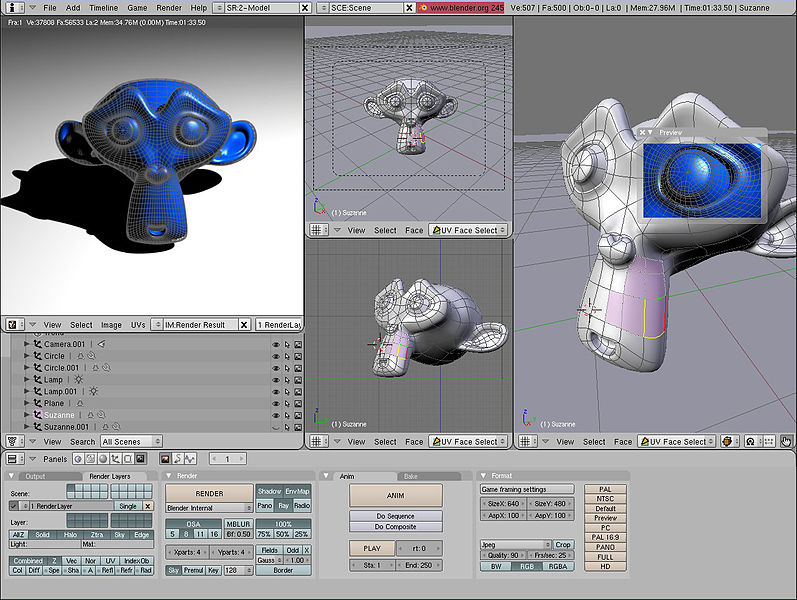 File Add Timeline Game Render Help SR:2-Model SCE:Scene www.blender.org 245 Ve:507 | Fa:500 | Ob:0-0 | La:0 | Mem:27.96M | Time:01:33.50 | Suzanne
Fra:1 Ve:37808 Fa:56533 La:2 Mem:34.76M (0.00M) Time:01:33.50
Preview
(1) Suzanne
View Select Face UV Face Select
(1) Suzanne
(1) Suzanne
View Select Image UVs IM:Render Result 1 RenderLay
Camera.001
Circle
Circle.001
Lamp
Lamp.001
Plane
Suzanne
Suzanne.001
View Search All Scenes
View Select Face UV Face Select
View Select Face UV Face Select
Panels 1
Output Render Layers
Scene:
1 RenderLayer Single X
Layer:
AllZ Solid Halo Ztra Sky Edge
Light: Mat:
Combined Z Vec Nor UV IndexOb
Col Diff Spe Sha A Refl Refr Rad
Render
RENDER
Blender Internal
Shadow EnvMap
Pano Ray Radio
OSA MBLUR 100%
5 8 11 16 Bf: 0.50 75% 50% 25%
Xparts: 4 Yparts: 4 Fields Odd X
Gauss 1.00
Sky Premul Key 128 Border
Anim Bake
ANIM
Do Sequence
Do Composite
PLAY rt: 0
Sta: 1 End: 250
Format
Game framing settings
SizeX: 640 SizeY: 480
AspX: 100 AspY: 100
Jpeg Crop
Quality: 90 Frs/sec: 25
BW RGB RGBA
PAL
NTSC
Default
Preview
PC
PAL 16:9
PANO
FULL
HD